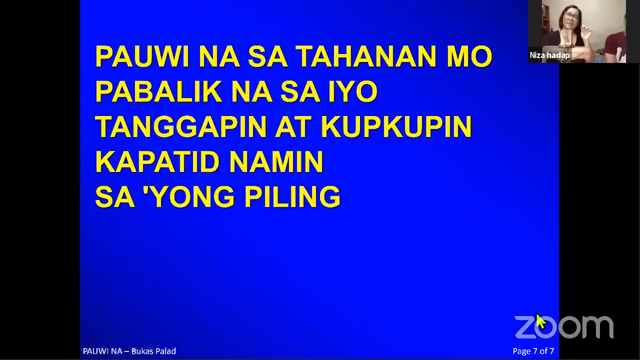 PAUWI NA SA TAHANAN MO
PABALIK NA SA IYO
TANGGAPIN AT KUPKUPIN
KAPATID NAMIN
SA 'YONG PILING
Niza hadap
zoom
PAUWI NA – Bukas Palad
Page 7 of 7